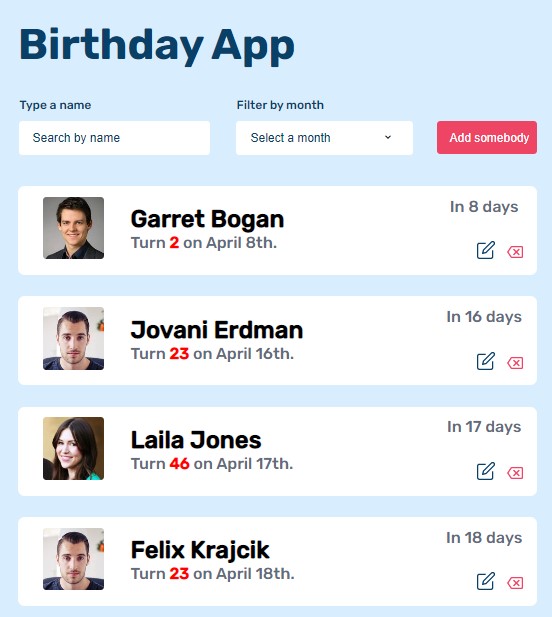 Birthday App
Type a name
Filter by month
Search by name
Select a month
Add somebody
Garret Bogan
In 8 days
Turn 2 on April 8th.
Jovani Erdman
In 16 days
Turn 23 on April 16th.
Laila Jones
In 17 days
Turn 46 on April 17th.
Felix Krajcik
In 18 days
Turn 23 on April 18th.